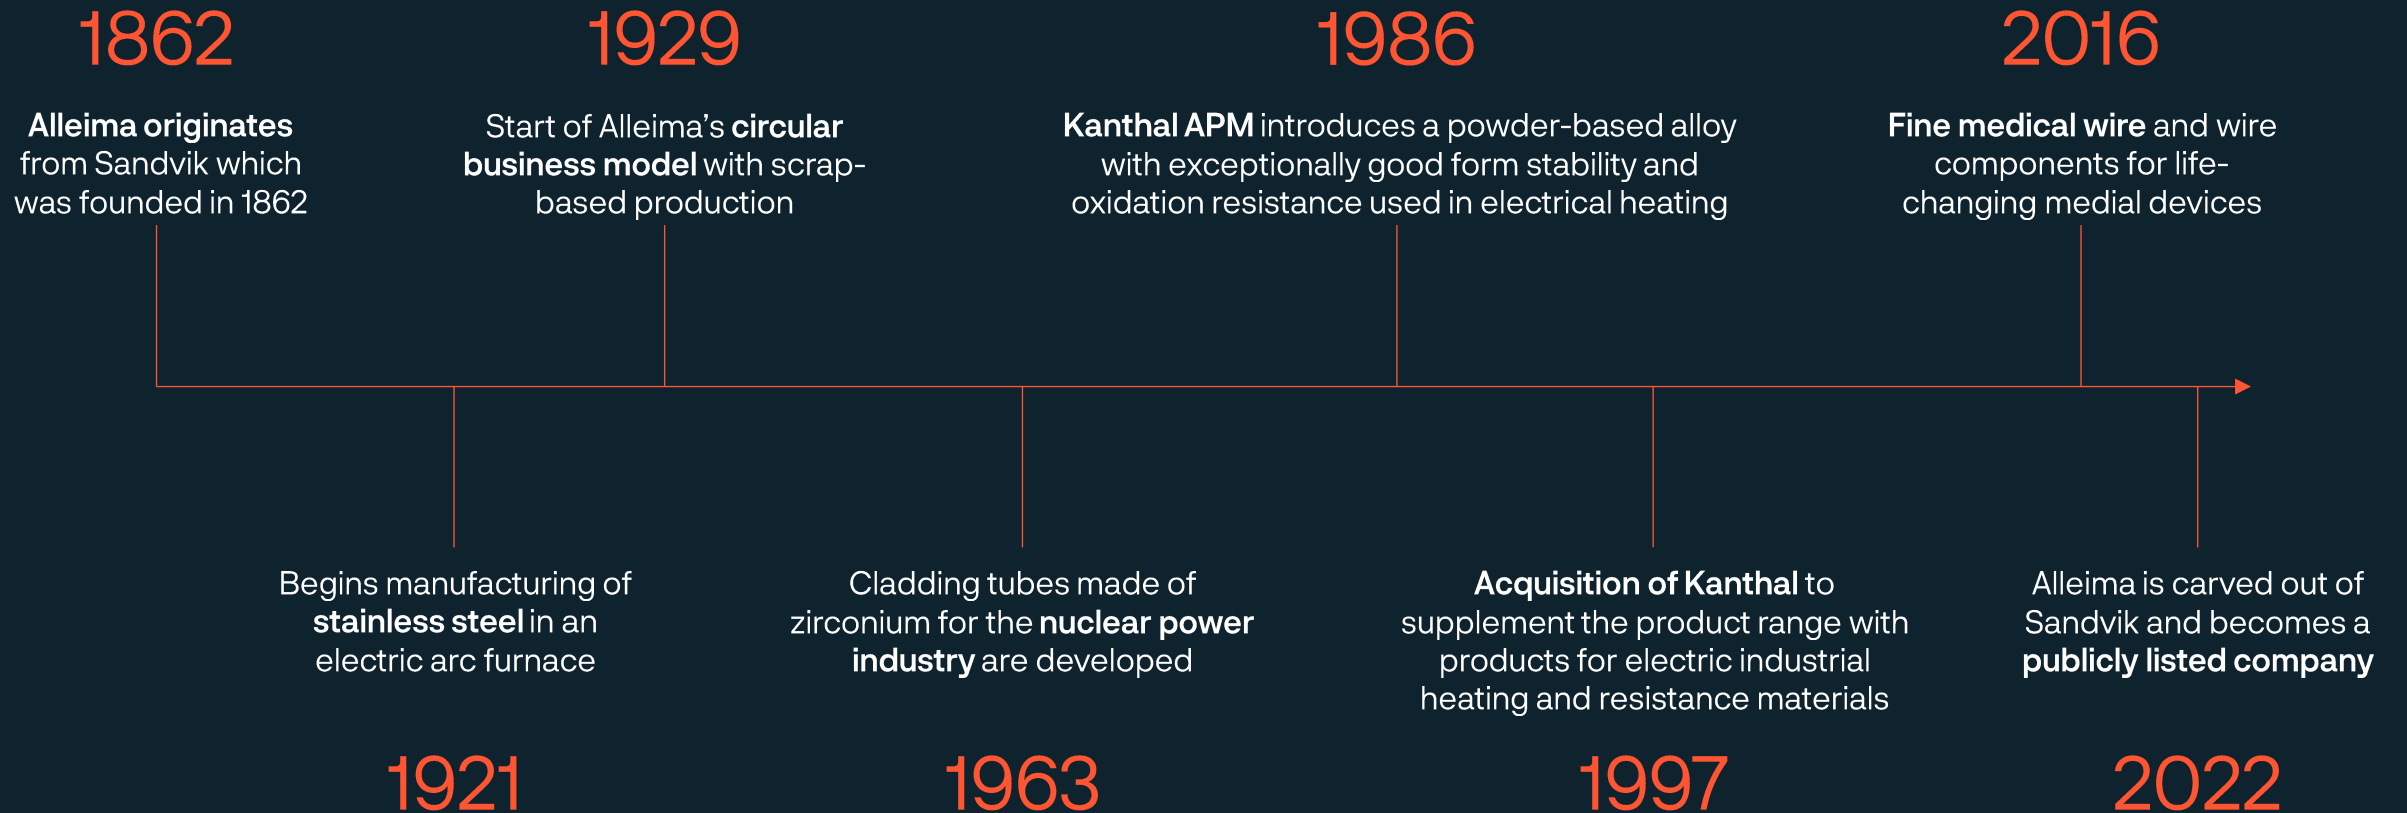 1862
Alleima originates
from Sandvik which
was founded in 1862
1929
Start of Alleima’s circular
business model with scrap-
based production
1986
Kanthal APM introduces a powder-based alloy
with exceptionally good form stability and
oxidation resistance used in electrical heating
2016
Fine medical wire and wire
components for life-
changing medial devices
Begins manufacturing of
stainless steel in an
electric arc furnace
1921
Cladding tubes made of
zirconium for the nuclear power
industry are developed
1963
Acquisition of Kanthal to
supplement the product range with
products for electric industrial
heating and resistance materials
1997
Alleima is carved out of
Sandvik and becomes a
publicly listed company
2022